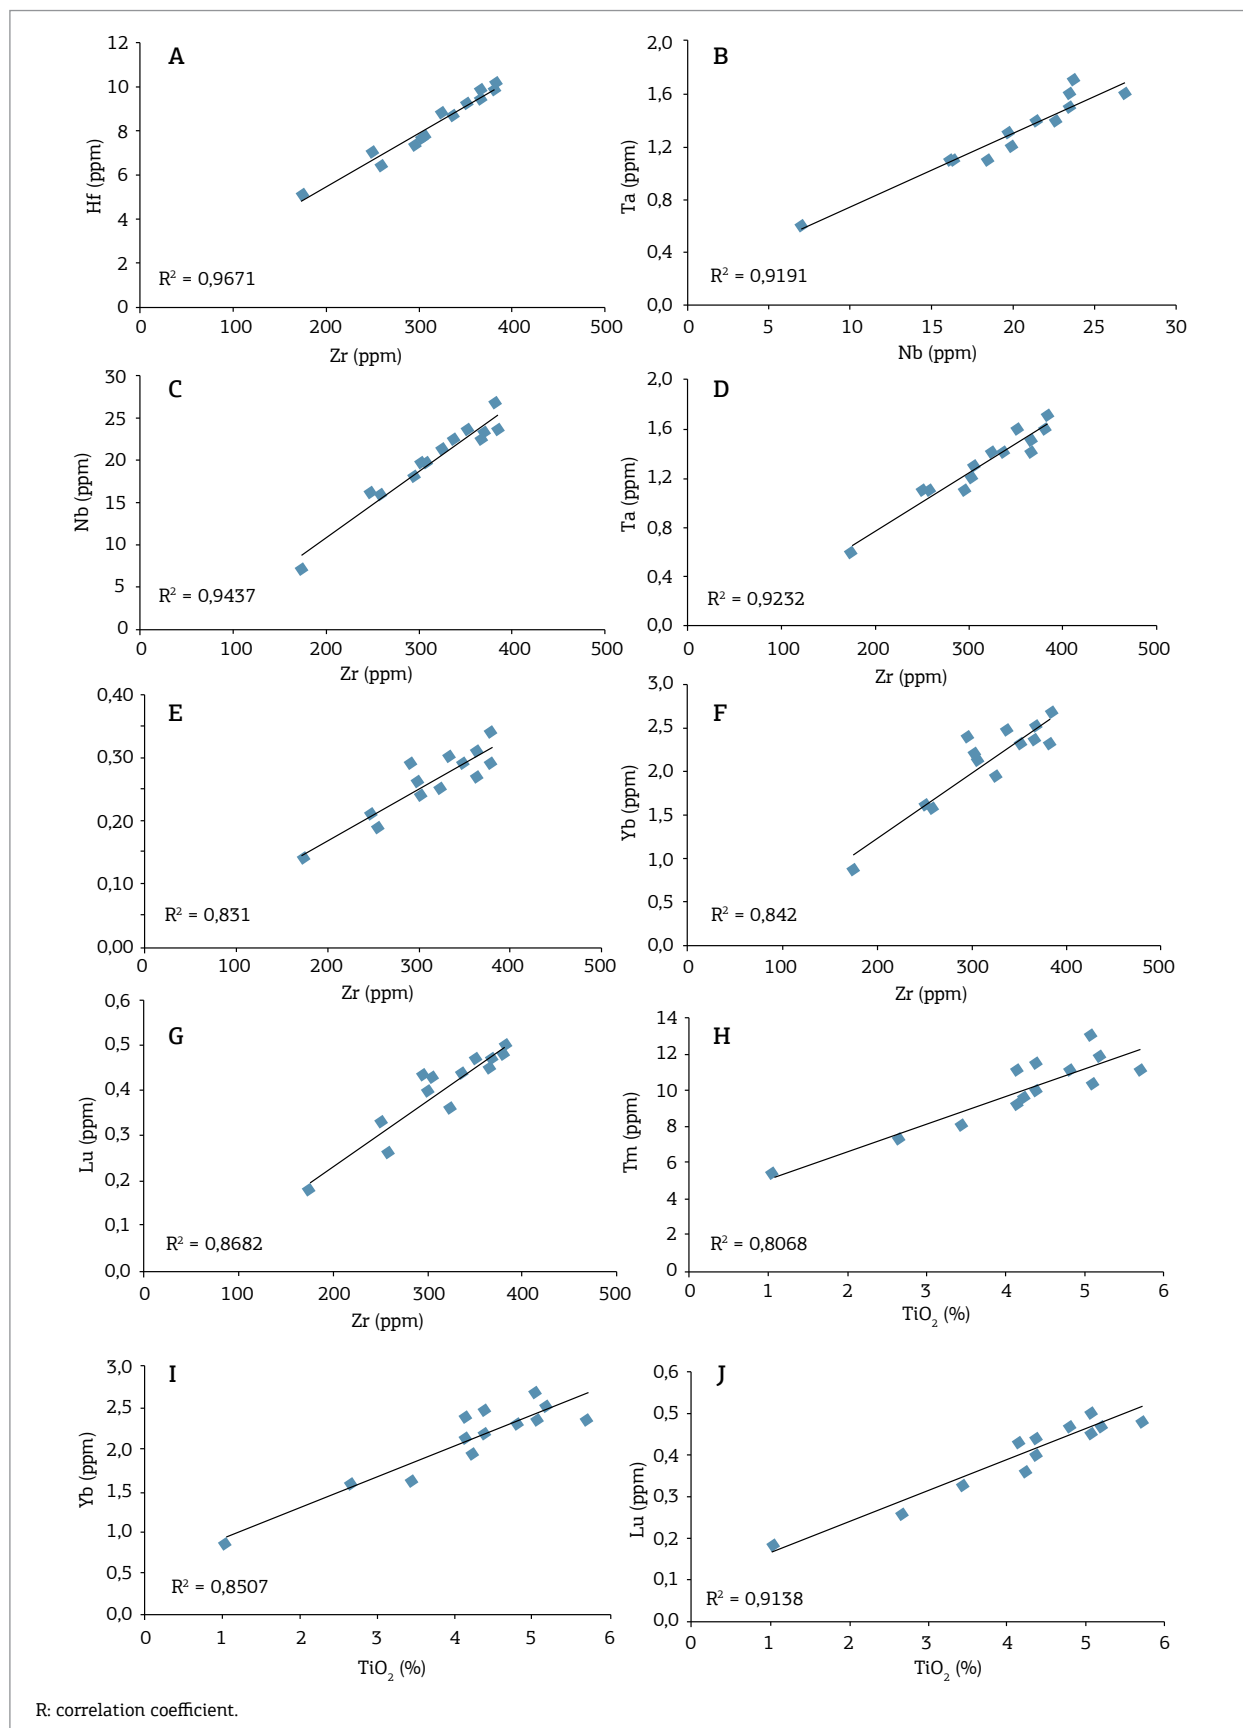 A
12
10
8
6
4
2
0
Hf (ppm)
R² = 0,9671
0 100 200 300 400 500
Zr (ppm)
B
2,0
1,6
1,2
0,8
0,4
0,0
Ta (ppm)
R² = 0,9191
0 5 10 15 20 25 30
Nb (ppm)
C
30
25
20
15
10
5
0
Nb (ppm)
R² = 0,9437
0 100 200 300 400 500
Zr (ppm)
D
2,0
1,6
1,2
0,8
0,4
0,0
Ta (ppm)
R² = 0,9232
0 100 200 300 400 500
Zr (ppm)
E
0,40
0,30
0,20
0,10
0,00
R² = 0,831
0 100 200 300 400 500
Zr (ppm)
F
3,0
2,5
2,0
1,5
1,0
0,5
0,0
Yb (ppm)
R² = 0,842
0 100 200 300 400 500
Zr (ppm)
G
0,6
0,5
0,4
0,3
0,2
0,1
0,0
Lu (ppm)
R² = 0,8682
0 100 200 300 400 500
Zr (ppm)
H
14
12
10
8
6
4
2
0
Tm (ppm)
R² = 0,8068
0 1 2 3 4 5 6
TiO₂ (%)
I
3,0
2,5
2,0
1,5
1,0
0,5
0,0
Yb (ppm)
R² = 0,8507
0 1 2 3 4 5 6
TiO₂ (%)
J
0,6
0,5
0,4
0,3
0,2
0,1
0,0
Lu (ppm)
R² = 0,9138
0 1 2 3 4 5 6
TiO₂ (%)
R: correlation coefficient.